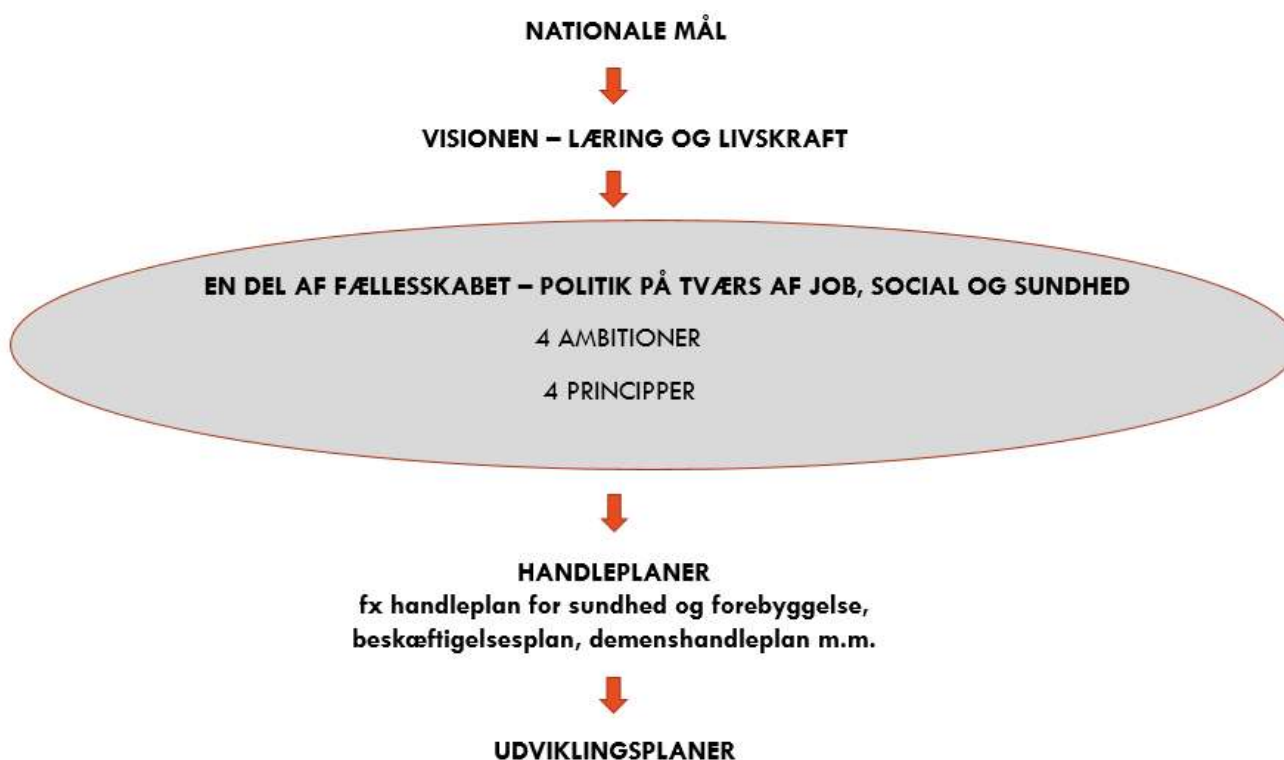 NATIONALE MÅL
VISIONEN – LÆRING OG LIVSKRAFT
EN DEL AF FÆLLESSKABET – POLITIK PÅ TVÆRS AF JOB, SOCIAL OG SUNDHED
4 AMBITIONER
4 PRINCIPPER
HANDLEPLANER
fx handleplan for sundhed og forebyggelse,
beskæftigelsesplan, demenshandleplan m.m.
UDVIKLINGSPLANER